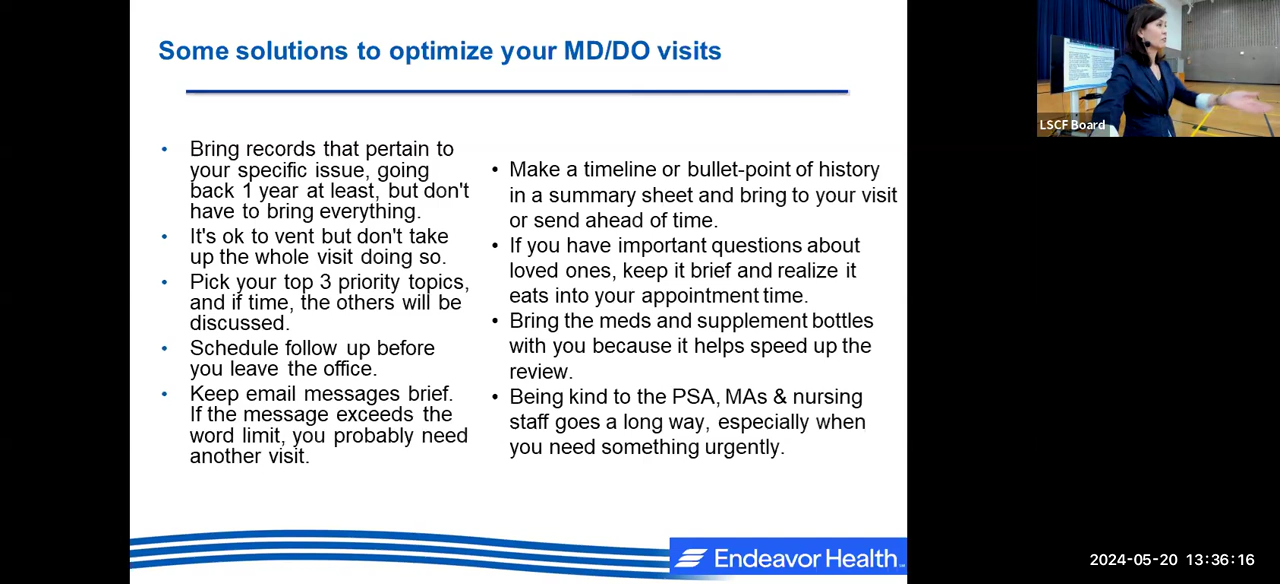 Some solutions to optimize your MD/DO visits
• Bring records that pertain to
your specific issue, going
back 1 year at least, but don't
have to bring everything.
• It's ok to vent but don't take
up the whole visit doing so.
• Pick your top 3 priority topics,
and if time, the others will be
discussed.
• Schedule follow up before
you leave the office.
• Keep email messages brief.
If the message exceeds the
word limit, you probably need
another visit.
• Make a timeline or bullet-point of history
in a summary sheet and bring to your visit
or send ahead of time.
• If you have important questions about
loved ones, keep it brief and realize it
eats into your appointment time.
• Bring the meds and supplement bottles
with you because it helps speed up the
review.
• Being kind to the PSA, MAs & nursing
staff goes a long way, especially when
you need something urgently.
Endeavor Health
LSCF Board
2024-05-20 13:36:16